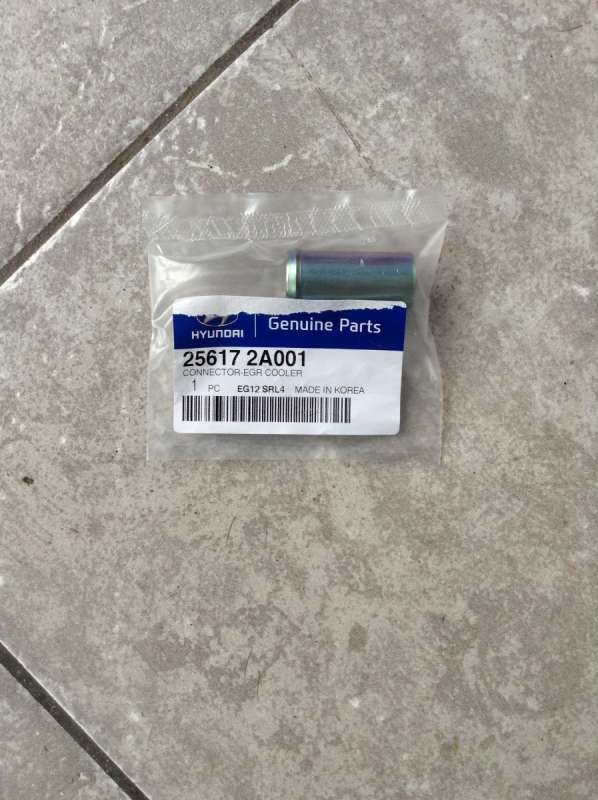 HYUNDAI
Genuine Parts
25617 2A001
CONNECTOR-EGR COOLER
1 PC EG12 SRL4 MADE IN KOREA